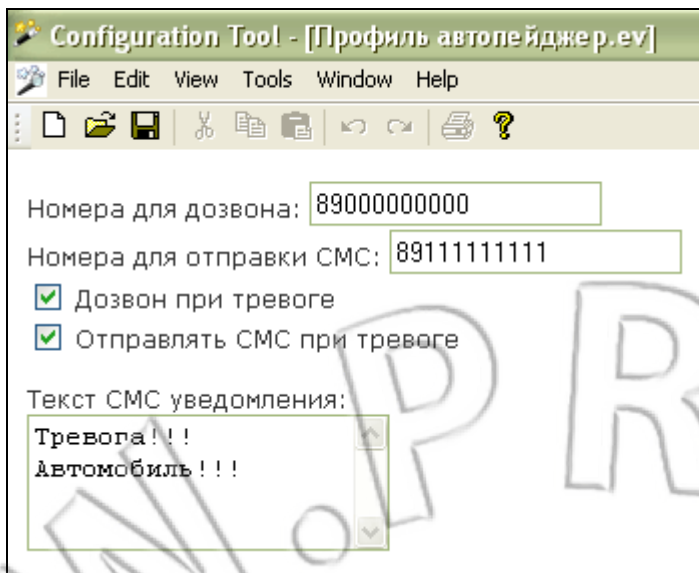 Configuration Tool - [Профиль автопейджер.ev]
File Edit View Tools Window Help
Номера для дозвона: 89000000000
Номера для отправки СМС: 89111111111
Дозвон при тревоге
Отправлять СМС при тревоге
Текст СМС уведомления:
Тревога!!!
Автомобиль!!!